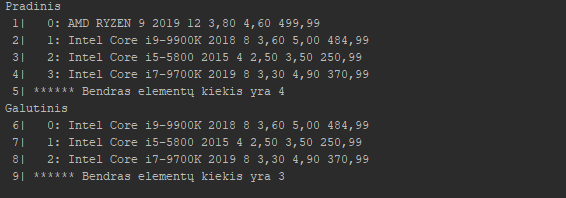 Pradinis
1| 0: AMD RYZEN 9 2019 12 3,80 4,60 499,99
2| 1: Intel Core i9-9900K 2018 8 3,60 5,00 484,99
3| 2: Intel Core i5-5800 2015 4 2,50 3,50 250,99
4| 3: Intel Core i7-9700K 2019 8 3,30 4,90 370,99
5| ****** Bendras elementų kiekis yra 4
Galutinis
6| 0: Intel Core i9-9900K 2018 8 3,60 5,00 484,99
7| 1: Intel Core i5-5800 2015 4 2,50 3,50 250,99
8| 2: Intel Core i7-9700K 2019 8 3,30 4,90 370,99
9| ****** Bendras elementų kiekis yra 3